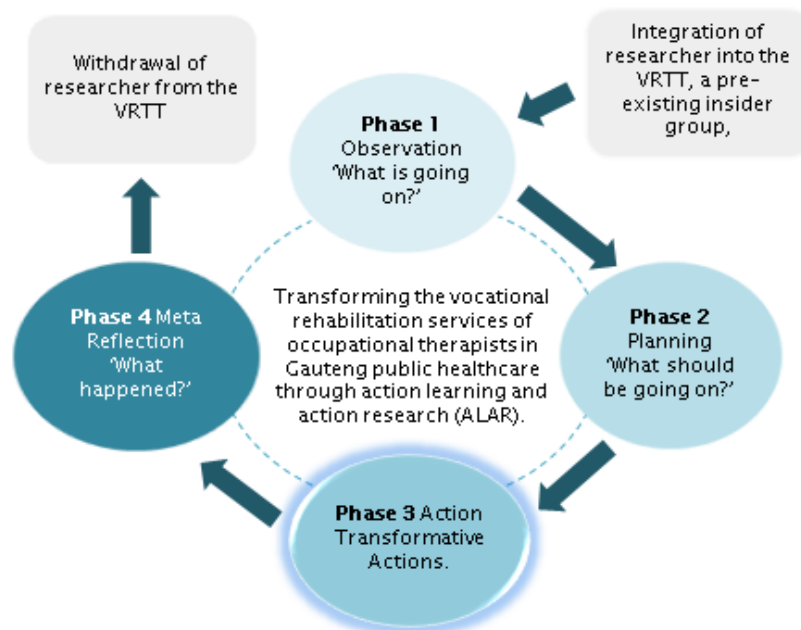 Withdrawal of
researcher from the
VRTT
Integration of
researcher into the
VRTT, a pre-
existing insider
group,
Phase 1
Observation
‘What is going
on?’
Phase 2
Planning
‘What should
be going on?’
Phase 3 Action
Transformative
Actions.
Phase 4 Meta
Reflection
‘What
happened?’
Transforming the vocational
rehabilitation services of
occupational therapists in
Gauteng public healthcare
through action learning and
action research (ALAR).